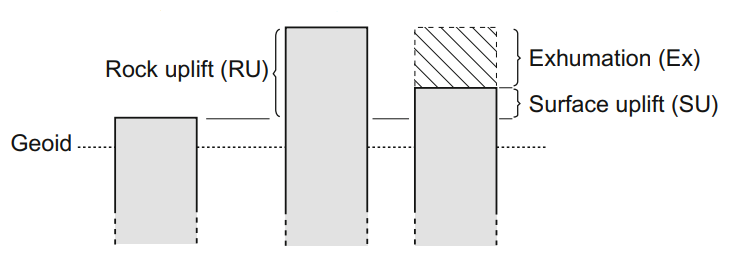 Rock uplift (RU)
Exhumation (Ex)
Surface uplift (SU)
Geoid